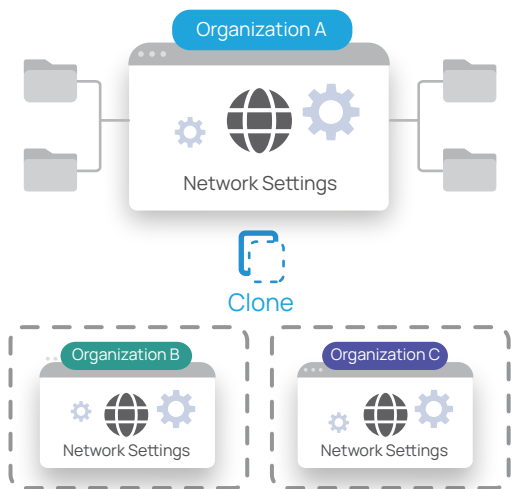 Organization A
Network Settings
Clone
Organization B
Organization C
Network Settings
Network Settings